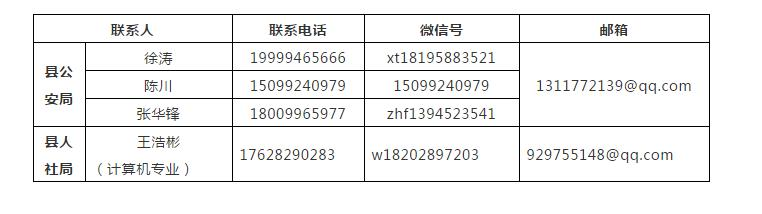 联系人 联系电话 微信号 邮箱
县公安局 徐涛 19999465666 xt18195883521 1311772139@qq.com
陈川 15099240979 15099240979
张华锋 18009965977 zhf1394523541
县人社局 王浩彬 17628290283 w18202897203 929755148@qq.com
（计算机专业）